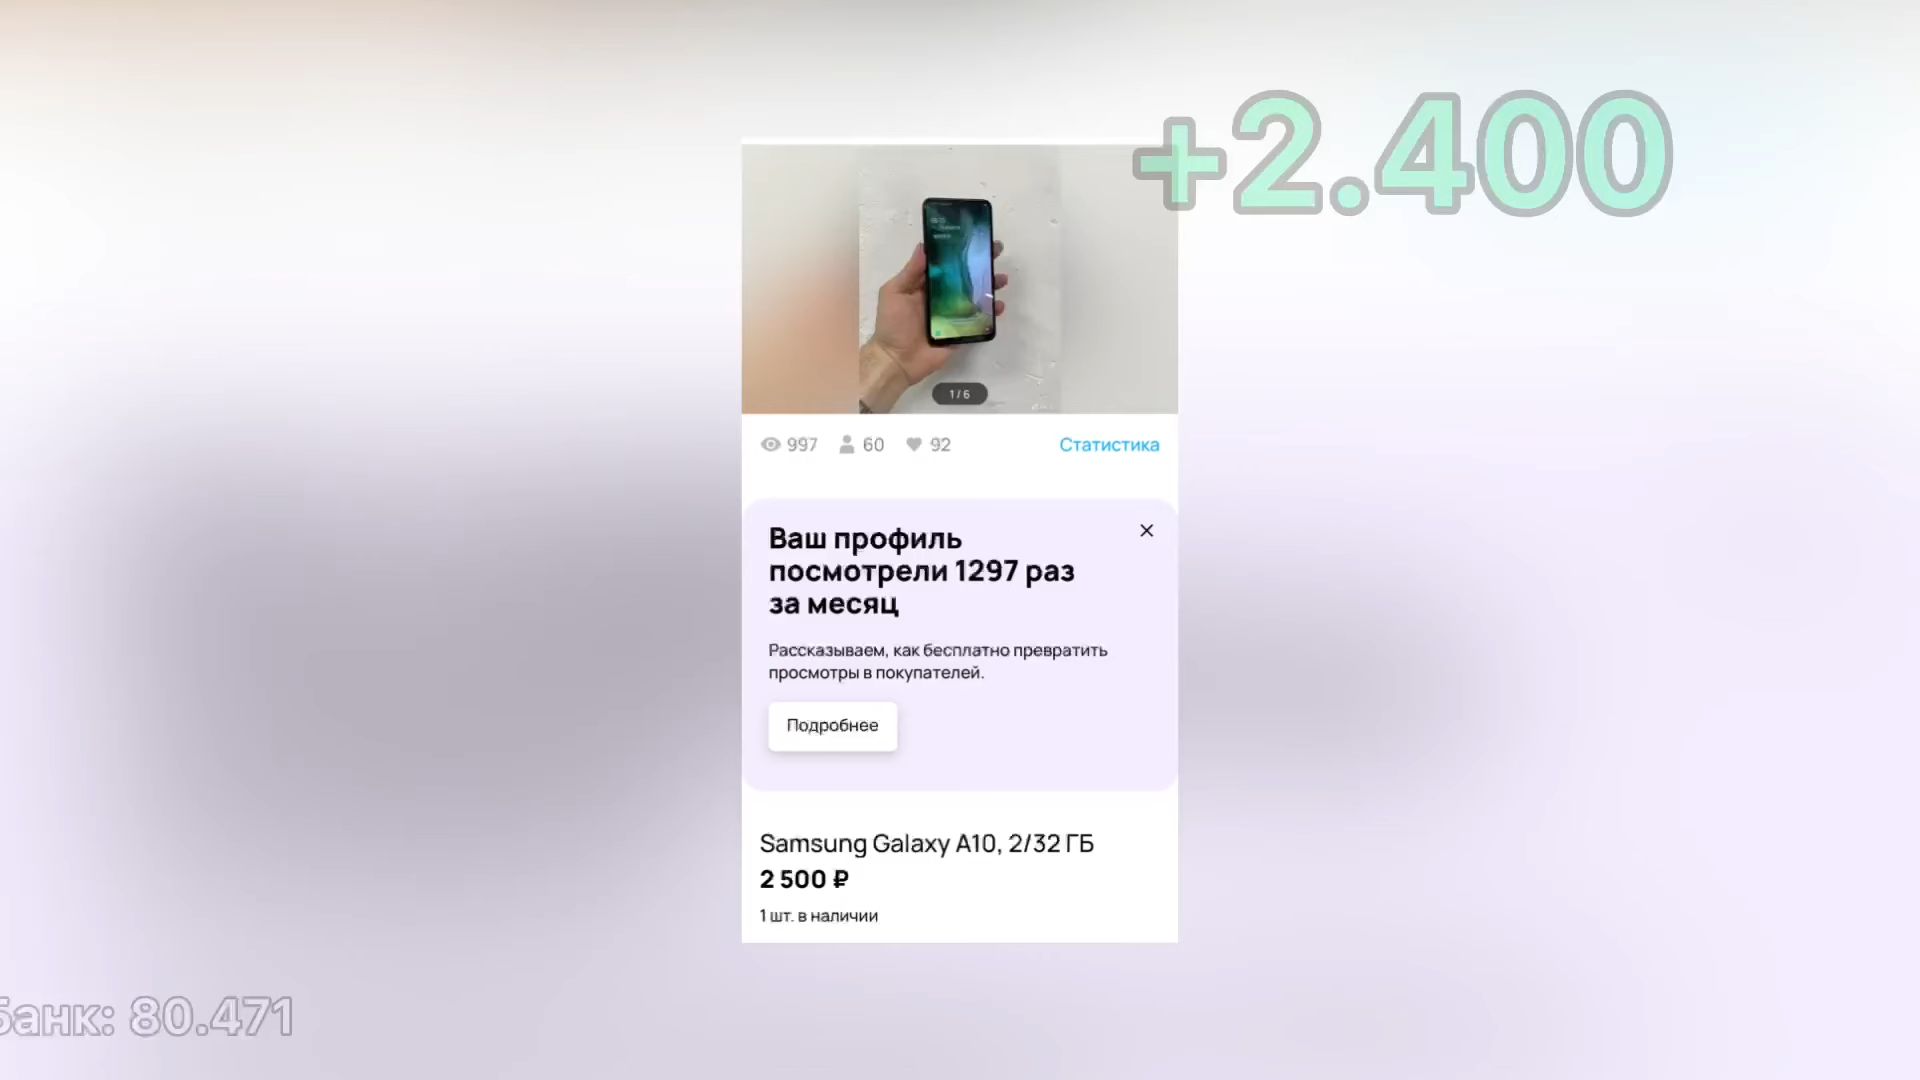 +2.400
1/6
997 60 92 Статистика
Ваш профиль
посмотрели 1297 раз
за месяц
Рассказываем, как бесплатно превратить
просмотры в покупателей.
Подробнее
Samsung Galaxy A10, 2/32 ГБ
2 500 ₽
1 шт. в наличии
банк: 80.471